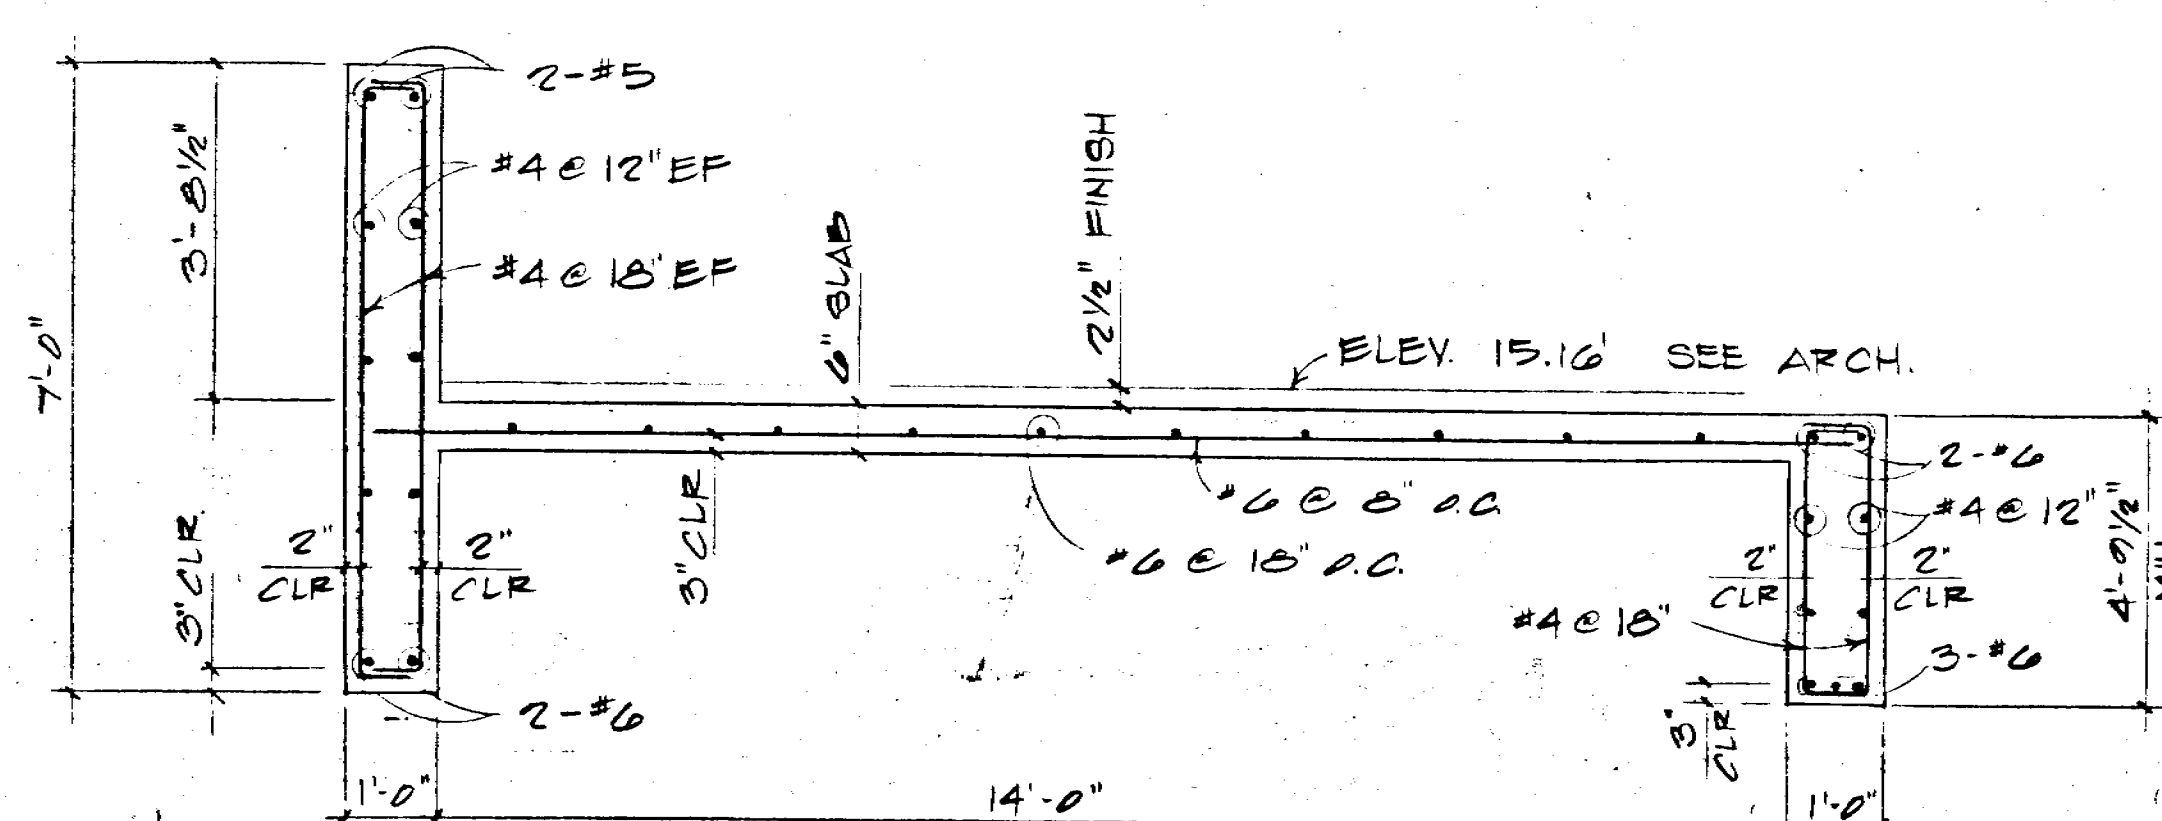 2-#5
#4 @ 12" EF
#4 @ 18" EF
3'-8½"
7'-0"
6" SLAB
2½" FINISH
ELEV. 15.16' SEE ARCH.
2-#6
#4 @ 12"
#6 @ 8" O.C.
#6 @ 18" O.C.
3" CLR
3" CLR.
2"
CLR
2"
CLR
2"
CLR
2"
CLR
4'-9½"
#4 @ 18"
3-#6
2-#6
3"
CLR
1'-0"
14'-0"
1'-0"